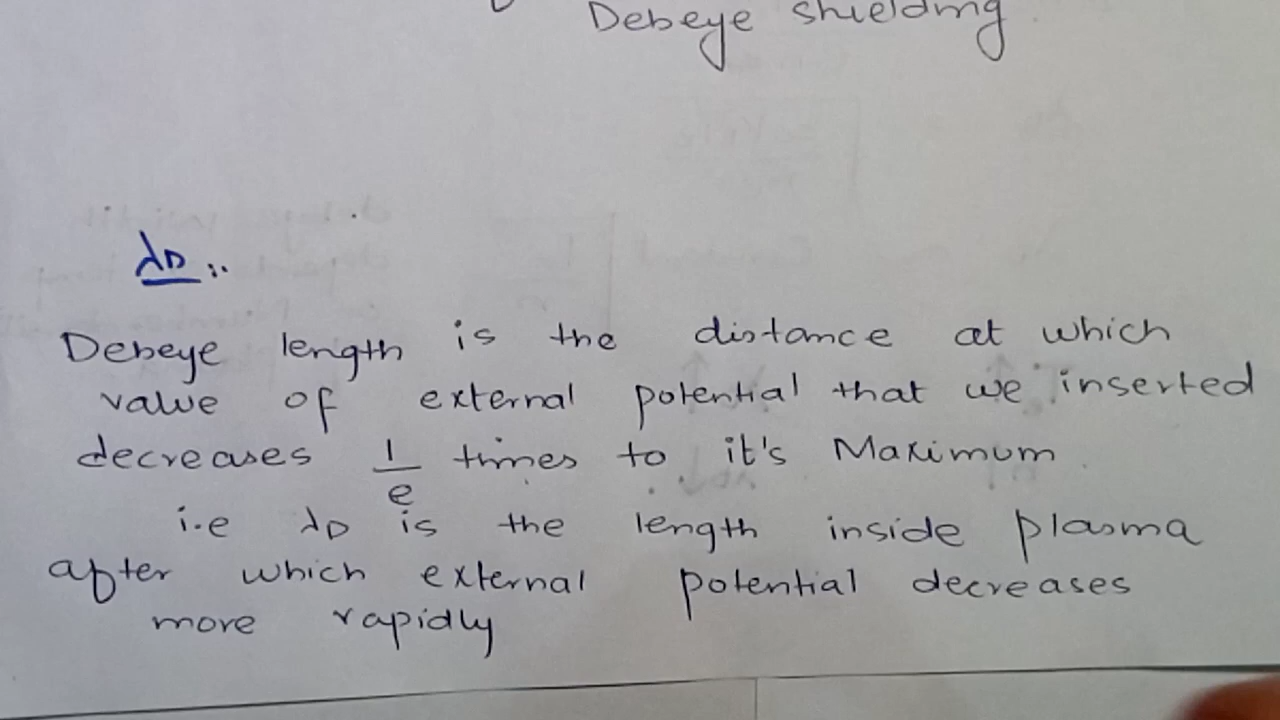 Debeye shielding
λD :.
Debeye length is the distance at which
value of external potential that we inserted
decreases 1/e times to it's Maximum
i.e λD is the length inside plasma
after which external potential decreases
more rapidly